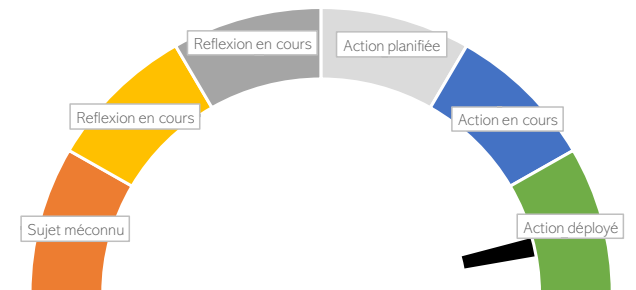 Reflexion en cours
Action planifiée
Reflexion en cours
Action en cours
Sujet méconnu
Action déployé